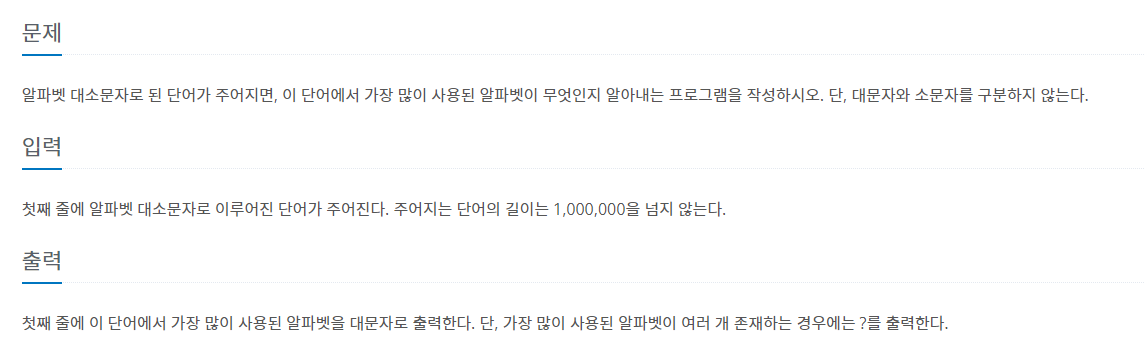 문제
알파벳 대소문자로 된 단어가 주어지면, 이 단어에서 가장 많이 사용된 알파벳이 무엇인지 알아내는 프로그램을 작성하시오. 단, 대문자와 소문자를 구분하지 않는다.
입력
첫째 줄에 알파벳 대소문자로 이루어진 단어가 주어진다. 주어지는 단어의 길이는 1,000,000을 넘지 않는다.
출력
첫째 줄에 이 단어에서 가장 많이 사용된 알파벳을 대문자로 출력한다. 단, 가장 많이 사용된 알파벳이 여러 개 존재하는 경우에는 ?를 출력한다.